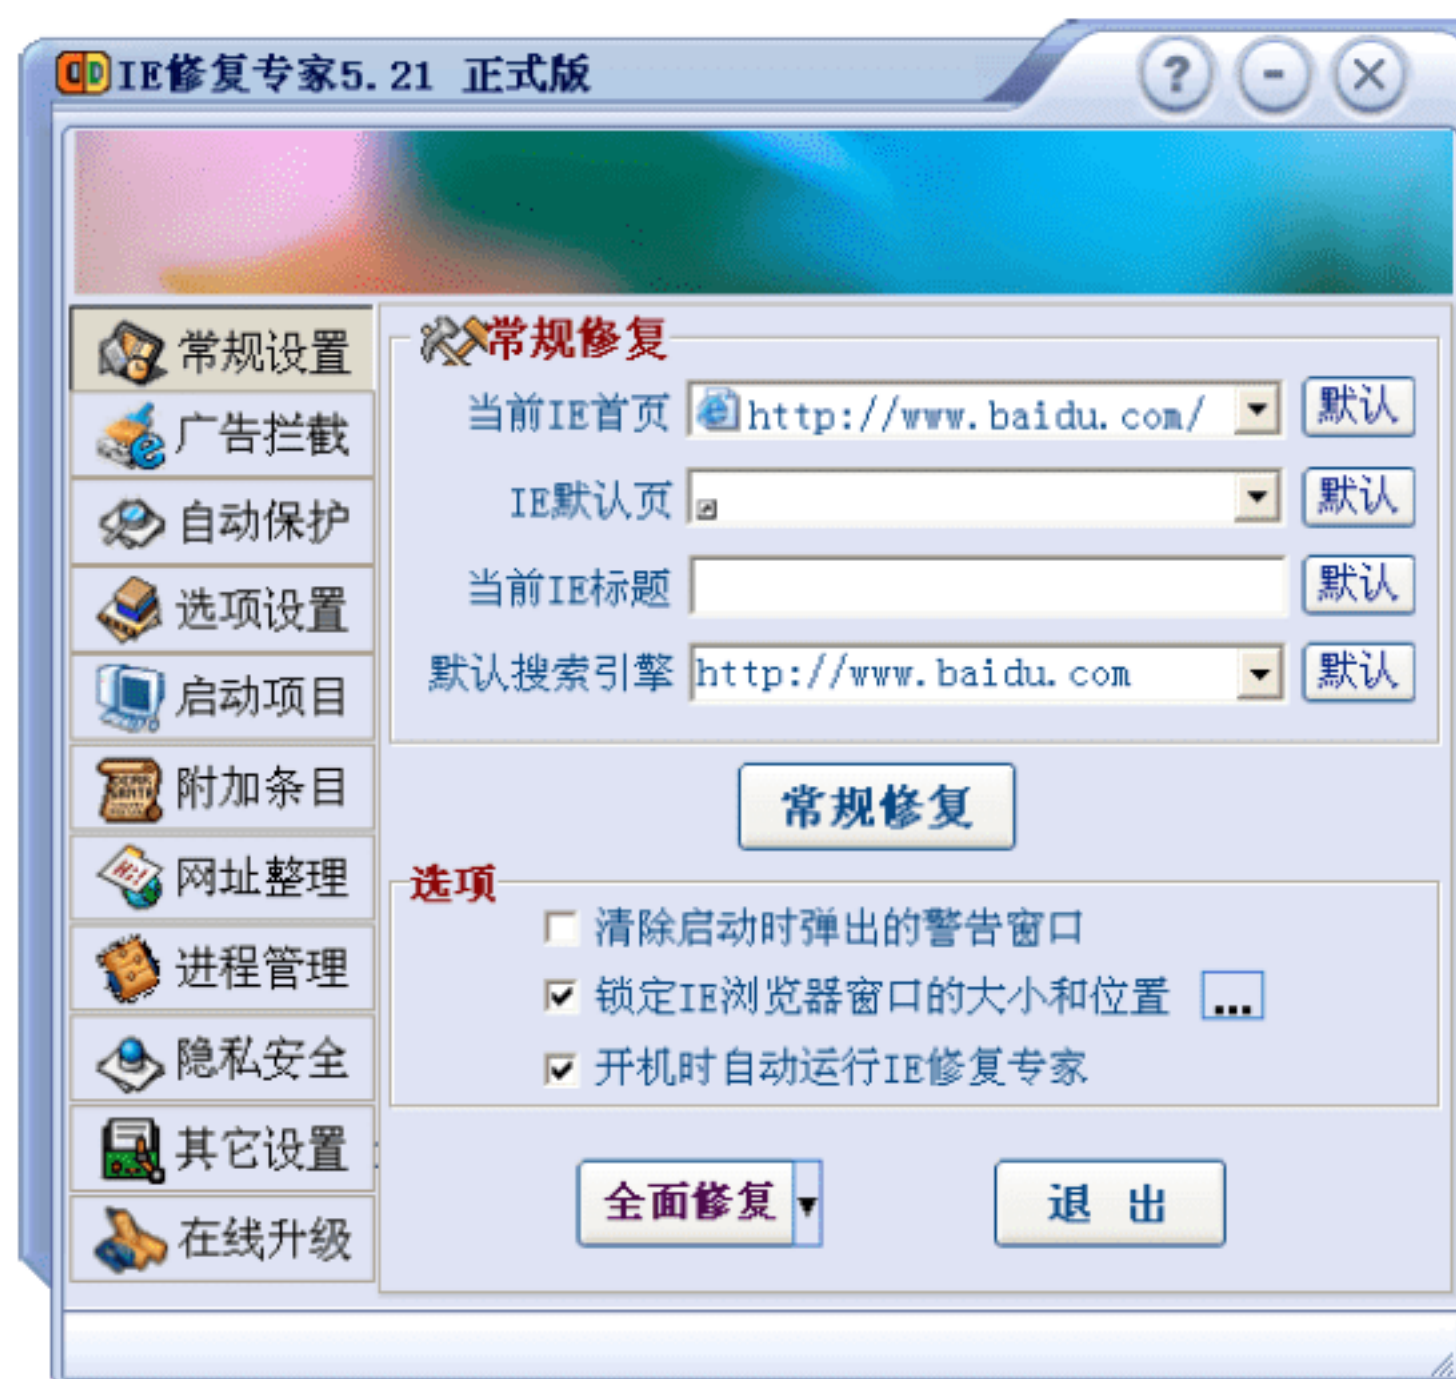 IE修复专家5.21 正式版
常规设置
广告拦截
自动保护
选项设置
启动项目
附加条目
网址整理
进程管理
隐私安全
其它设置
在线升级
常规修复
当前IE首页 http://www.baidu.com/ 默认
IE默认页 默认
当前IE标题 默认
默认搜索引擎 http://www.baidu.com 默认
常规修复
选项
清除启动时弹出的警告窗口
锁定IE浏览器窗口的大小和位置 ...
开机时自动运行IE修复专家
全面修复 退 出